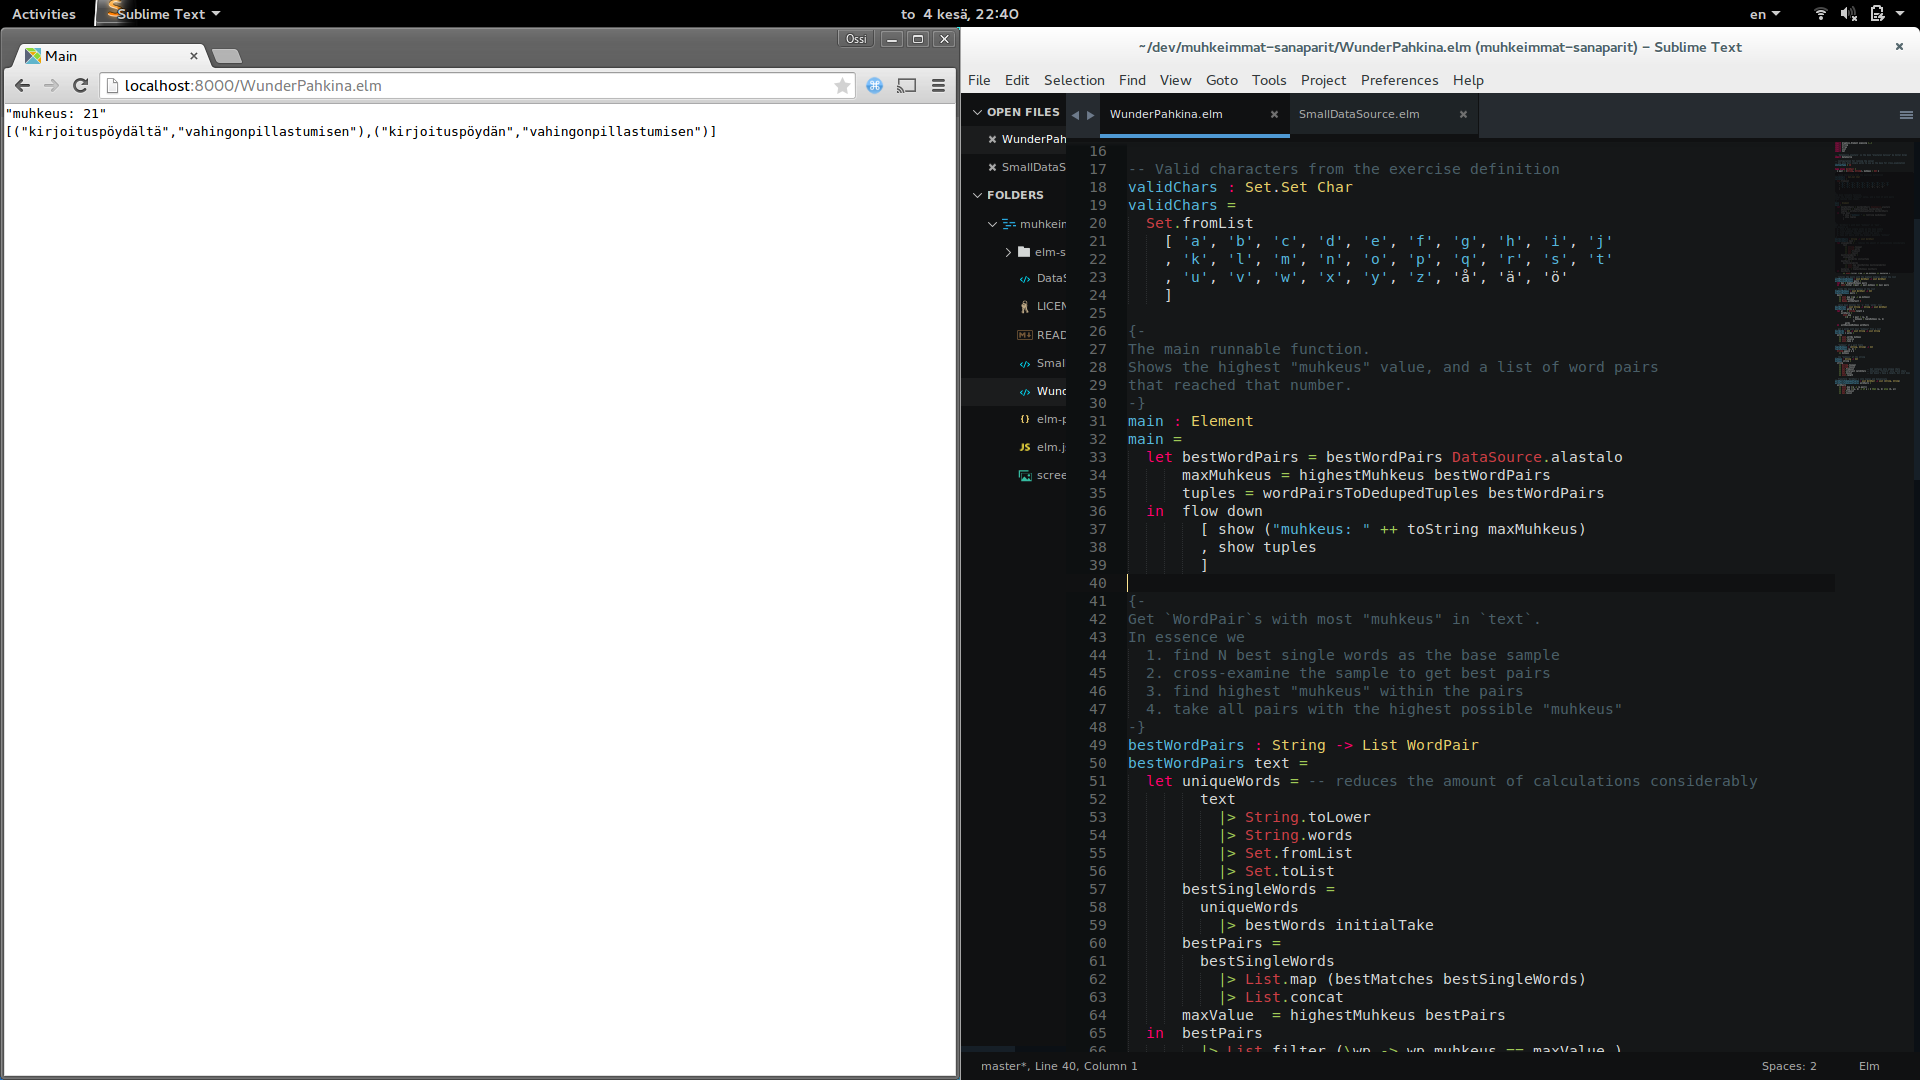 Activities
Sublime Text
to 4 kesä, 22:40
en
Ossi
Main
localhost:8000/WunderPahkina.elm
"muhkeus: 21"
[("kirjoituspöydältä","vahingonpillastumisen"),("kirjoituspöydän","vahingonpillastumisen")]
~/dev/muhkeimmat-sanaparit/WunderPahkina.elm (muhkeimmat-sanaparit) – Sublime Text
File Edit Selection Find View Goto Tools Project Preferences Help
OPEN FILES
WunderPah
SmallDataS
FOLDERS
muhkein
elm-s
DataS
LICEN
READ
Small
Wund
elm-p
elm.j
scree
WunderPahkina.elm
SmallDataSource.elm
16
17 -- Valid characters from the exercise definition
18 validChars : Set.Set Char
19 validChars =
20 Set.fromList
21 [ 'a', 'b', 'c', 'd', 'e', 'f', 'g', 'h', 'i', 'j'
22 , 'k', 'l', 'm', 'n', 'o', 'p', 'q', 'r', 's', 't'
23 , 'u', 'v', 'w', 'x', 'y', 'z', 'å', 'ä', 'ö'
24 ]
25
26 {-
27 The main runnable function.
28 Shows the highest "muhkeus" value, and a list of word pairs
29 that reached that number.
30 -}
31 main : Element
32 main =
33 let bestWordPairs = bestWordPairs DataSource.alastalo
34 maxMuhkeus = highestMuhkeus bestWordPairs
35 tuples = wordPairsToDedupedTuples bestWordPairs
36 in flow down
37 [ show ("muhkeus: " ++ toString maxMuhkeus)
38 , show tuples
39 ]
40
41 {-
42 Get `WordPair`s with most "muhkeus" in `text`.
43 In essence we
44 1. find N best single words as the base sample
45 2. cross-examine the sample to get best pairs
46 3. find highest "muhkeus" within the pairs
47 4. take all pairs with the highest possible "muhkeus"
48 -}
49 bestWordPairs : String -> List WordPair
50 bestWordPairs text =
51 let uniqueWords = -- reduces the amount of calculations considerably
52 text
53 |> String.toLower
54 |> String.words
55 |> Set.fromList
56 |> Set.toList
57 bestSingleWords =
58 uniqueWords
59 |> bestWords initialTake
60 bestPairs =
61 bestSingleWords
62 |> List.map (bestMatches bestSingleWords)
63 |> List.concat
64 maxValue = highestMuhkeus bestPairs
65 in bestPairs
66 |> List.filter (\wp -> wp.muhkeus == maxValue )
master*, Line 40, Column 1
Spaces: 2
Elm